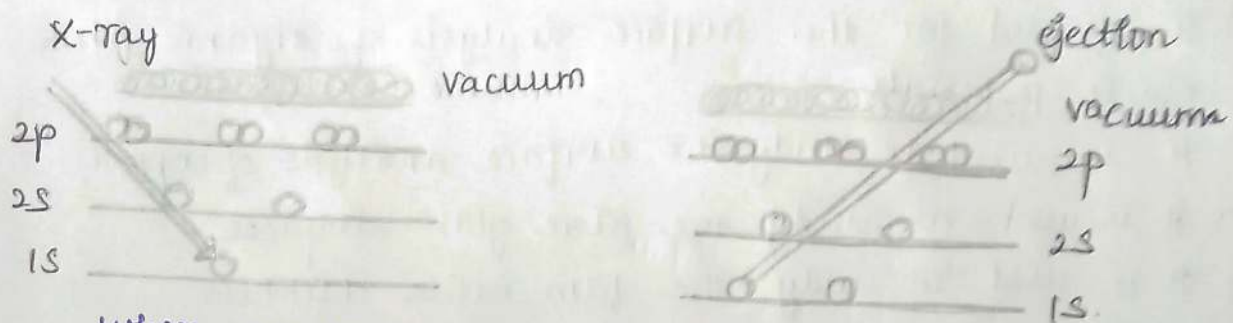 X-ray
vacuum
2p
2s
1s
ejection
vacuum
2p
2s
1s.